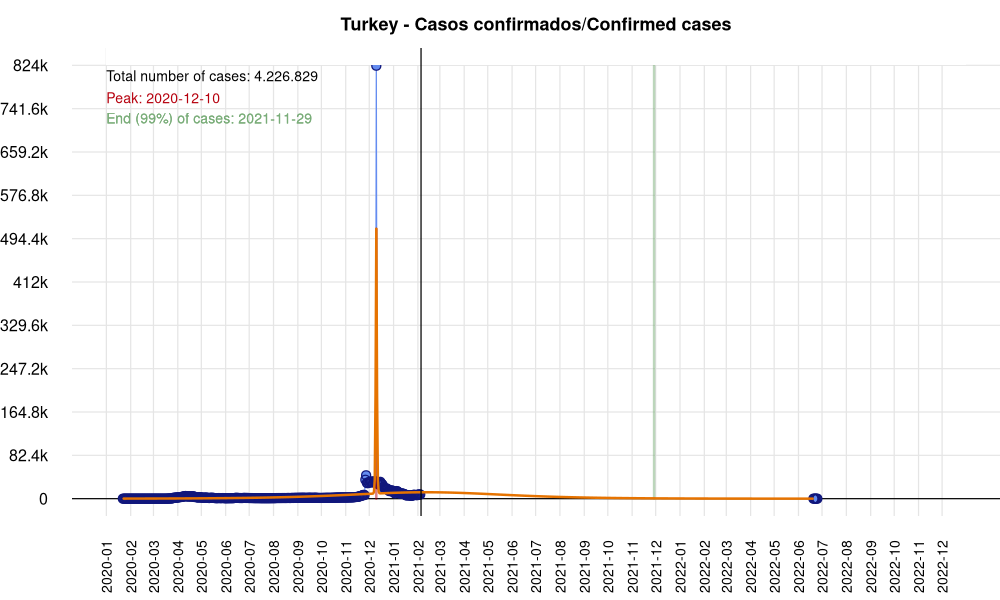 Turkey - Casos confirmados/Confirmed cases
Total number of cases: 4.226.829
Peak: 2020-12-10
End (99%) of cases: 2021-11-29
824k
741.6k
659.2k
576.8k
494.4k
412k
329.6k
247.2k
164.8k
82.4k
0
2020-01
2020-02
2020-03
2020-04
2020-05
2020-06
2020-07
2020-08
2020-09
2020-10
2020-11
2020-12
2021-01
2021-02
2021-03
2021-04
2021-05
2021-06
2021-07
2021-08
2021-09
2021-10
2021-11
2021-12
2022-01
2022-02
2022-03
2022-04
2022-05
2022-06
2022-07
2022-08
2022-09
2022-10
2022-11
2022-12